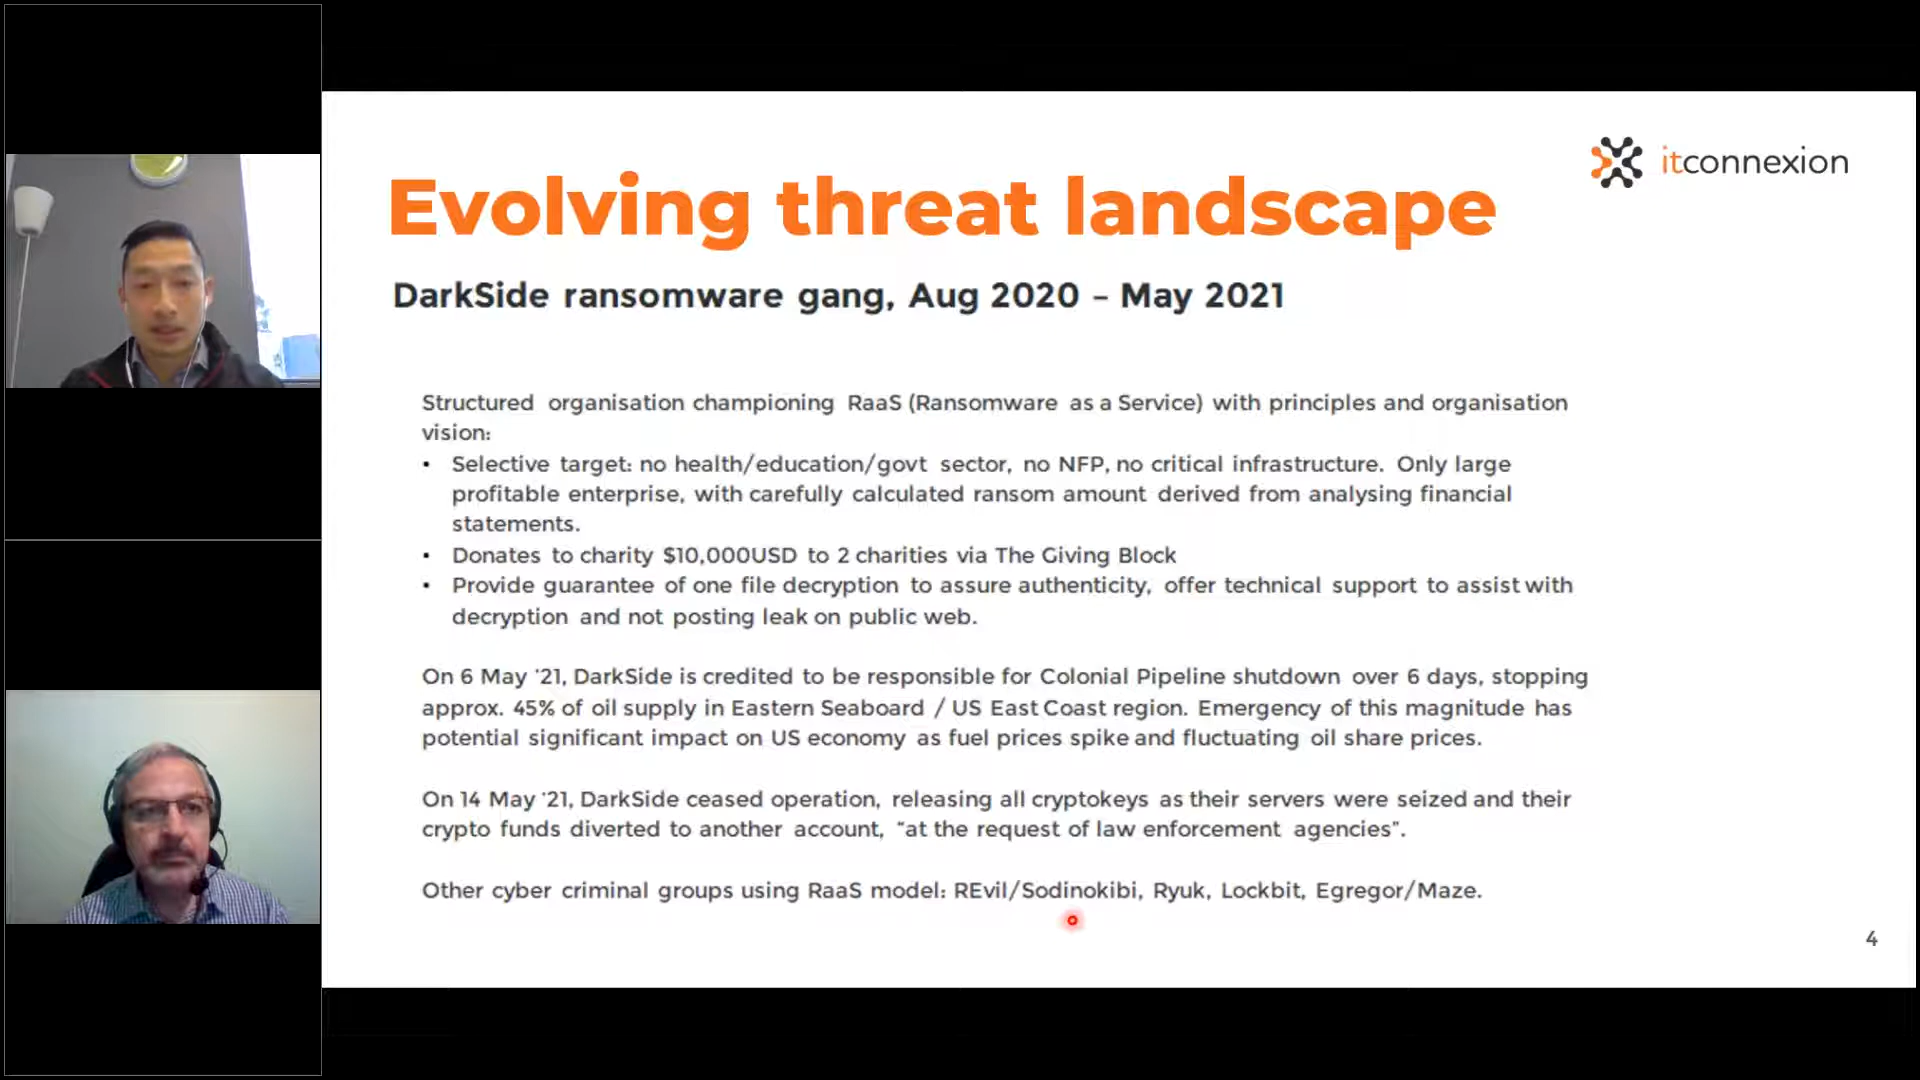 itconnexion
Evolving threat landscape
DarkSide ransomware gang, Aug 2020 – May 2021
Structured organisation championing RaaS (Ransomware as a Service) with principles and organisation
vision:
• Selective target: no health/education/govt sector, no NFP, no critical infrastructure. Only large
profitable enterprise, with carefully calculated ransom amount derived from analysing financial
statements.
• Donates to charity $10,000USD to 2 charities via The Giving Block
• Provide guarantee of one file decryption to assure authenticity, offer technical support to assist with
decryption and not posting leak on public web.
On 6 May '21, DarkSide is credited to be responsible for Colonial Pipeline shutdown over 6 days, stopping
approx. 45% of oil supply in Eastern Seaboard / US East Coast region. Emergency of this magnitude has
potential significant impact on US economy as fuel prices spike and fluctuating oil share prices.
On 14 May '21, DarkSide ceased operation, releasing all cryptokeys as their servers were seized and their
crypto funds diverted to another account, “at the request of law enforcement agencies”.
Other cyber criminal groups using RaaS model: REvil/Sodinokibi, Ryuk, Lockbit, Egregor/Maze.
4